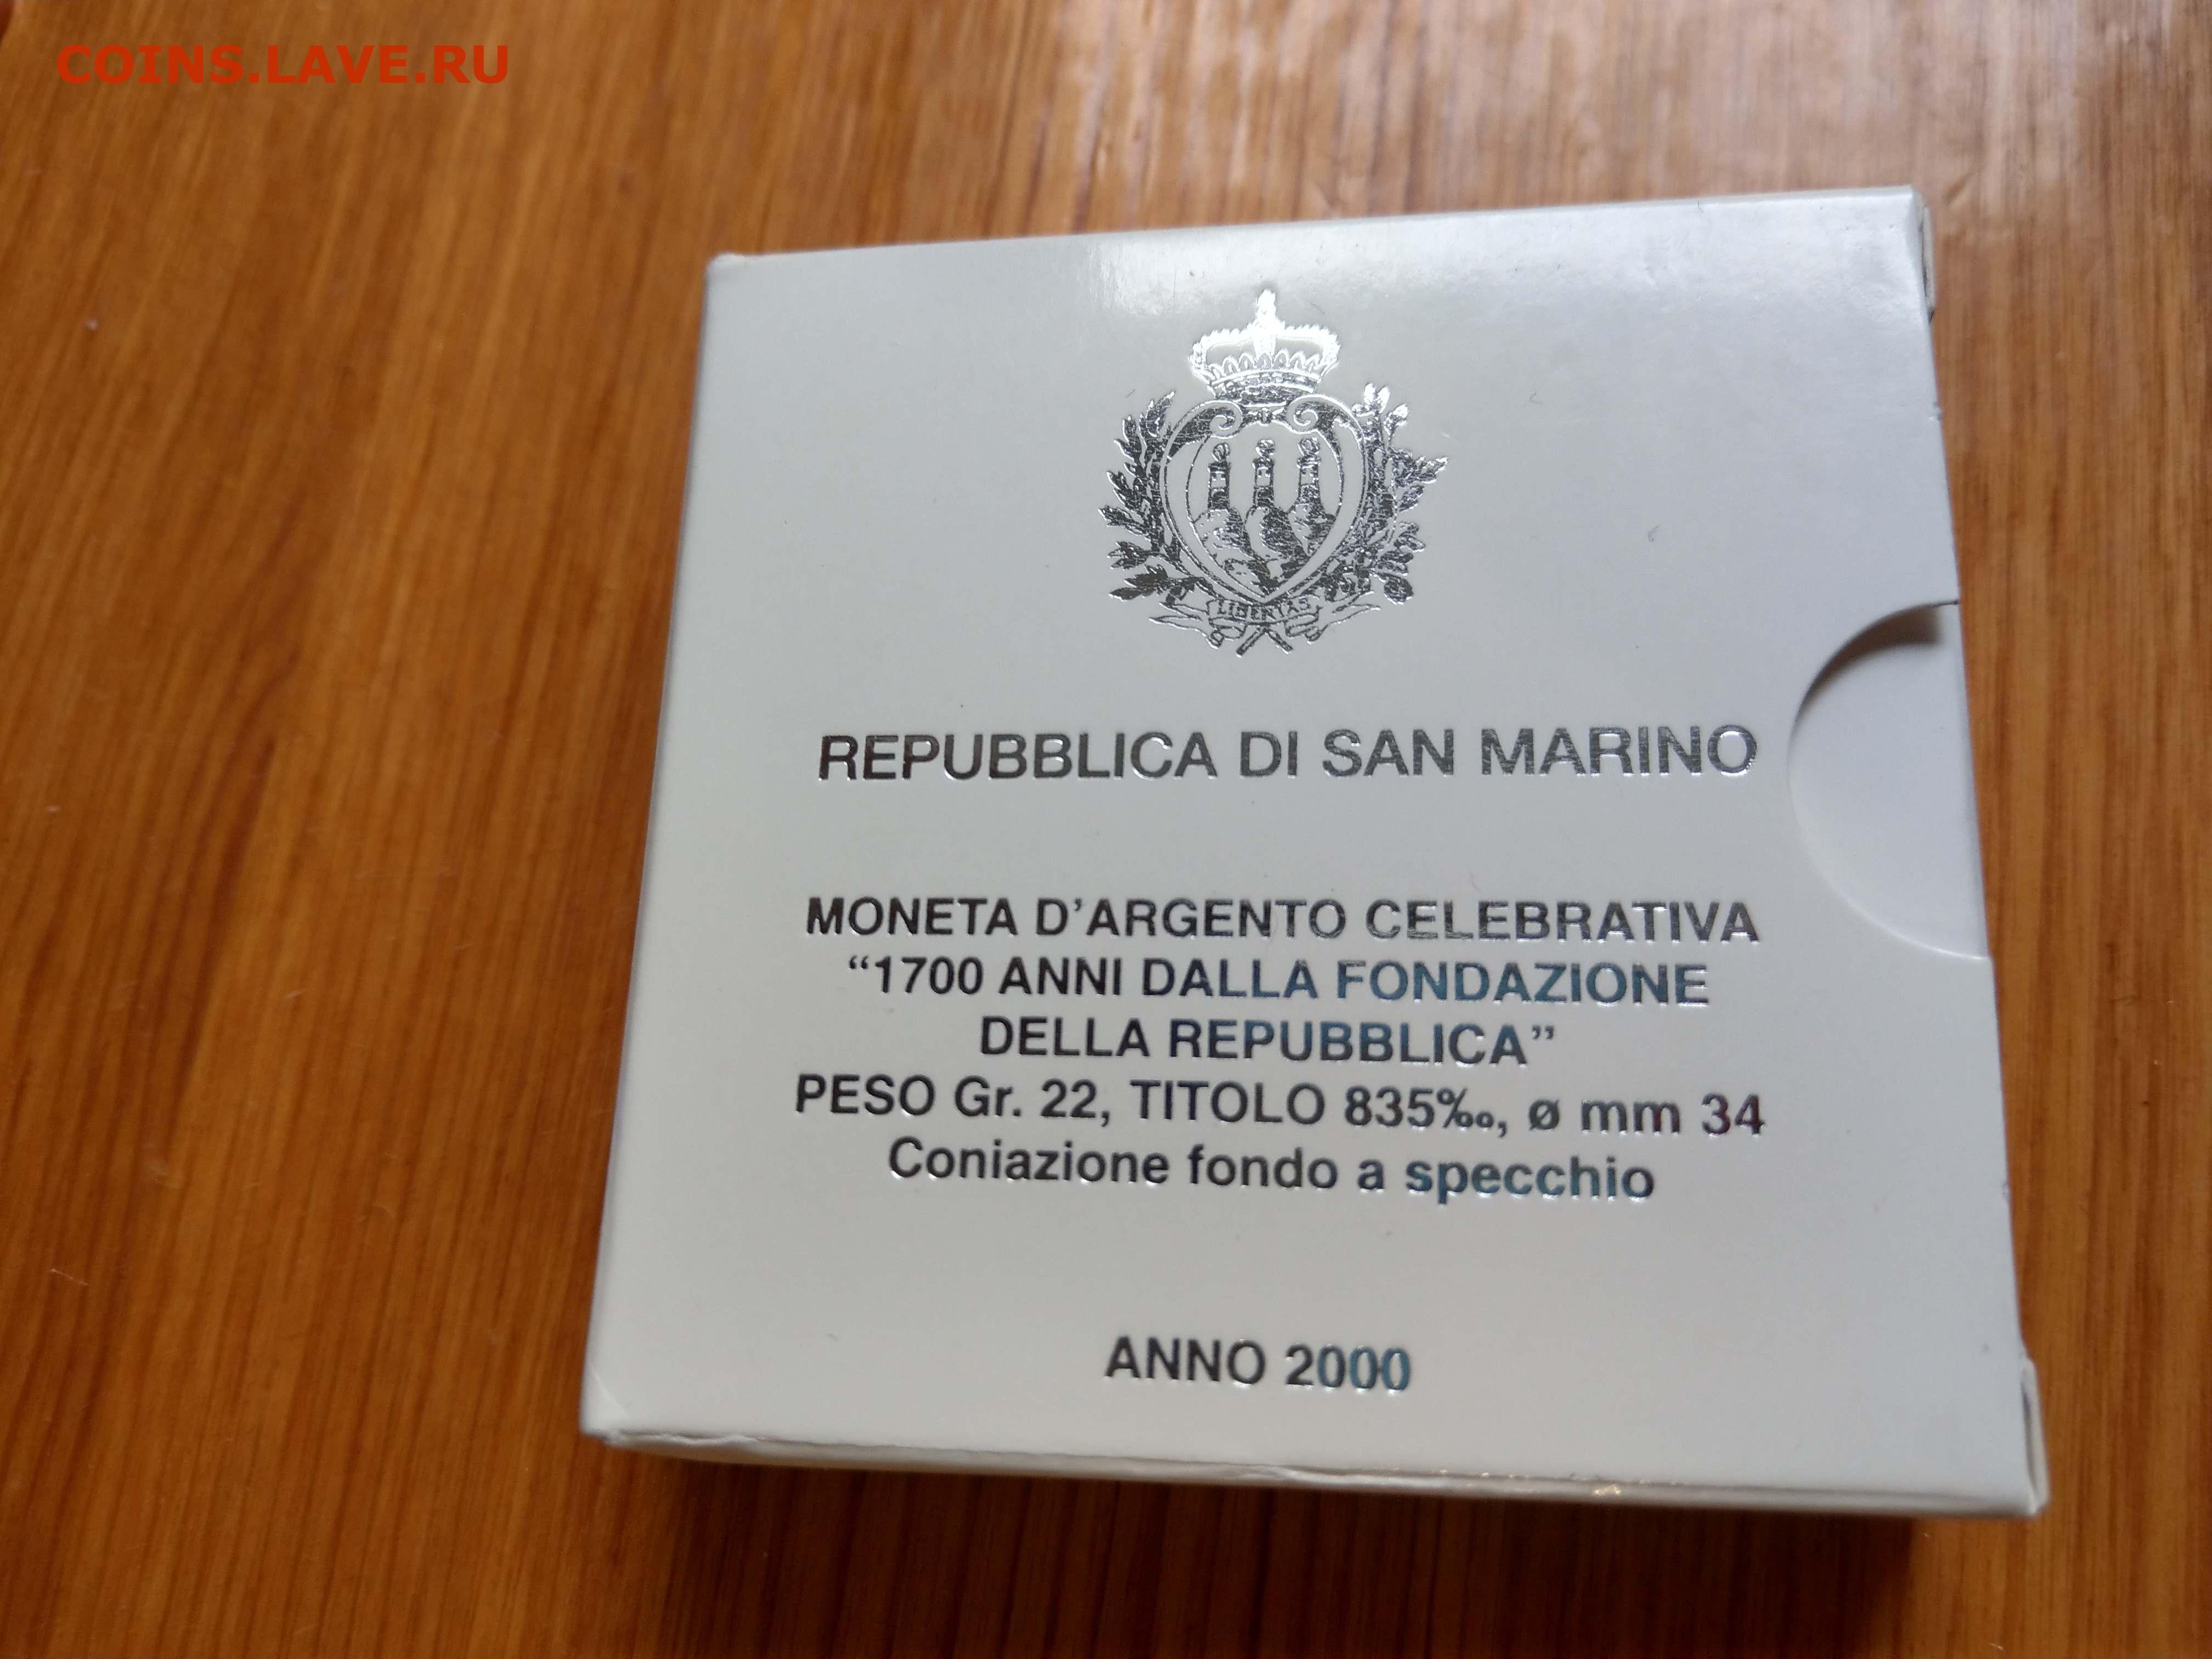 COINS.LAVE.RU
LIBERTAS
REPUBBLICA DI SAN MARINO
MONETA D'ARGENTO CELEBRATIVA
“1700 ANNI DALLA FONDAZIONE
DELLA REPUBBLICA”
PESO Gr. 22, TITOLO 835‰, ø mm 34
Coniazione fondo a specchio
ANNO 2000